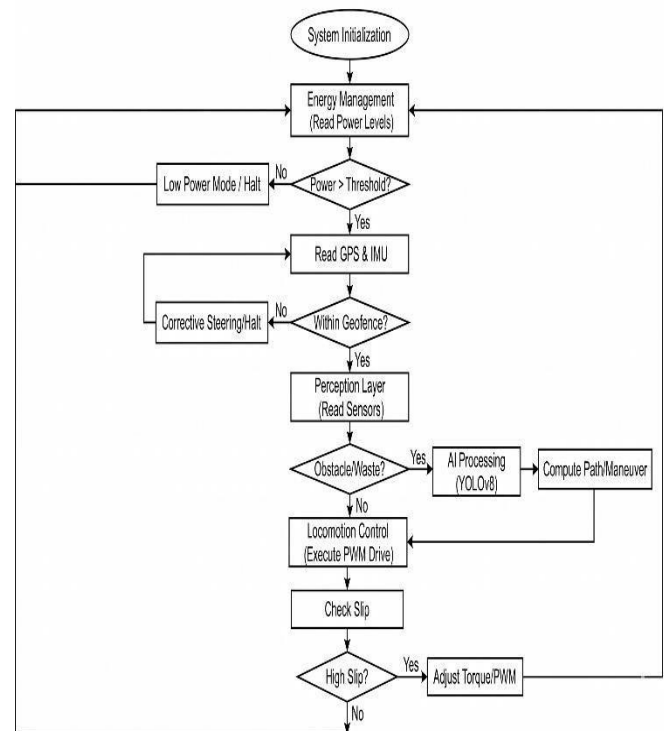 System Initialization
Energy Management
(Read Power Levels)
Low Power Mode / Halt
No
Power > Threshold?
Yes
Read GPS & IMU
Corrective Steering/Halt
No
Within Geofence?
Yes
Perception Layer
(Read Sensors)
Obstacle/Waste?
Yes
AI Processing
(YOLOv8)
Compute Path/Maneuver
No
Locomotion Control
(Execute PWM Drive)
Check Slip
High Slip?
Yes
Adjust Torque/PWM
No